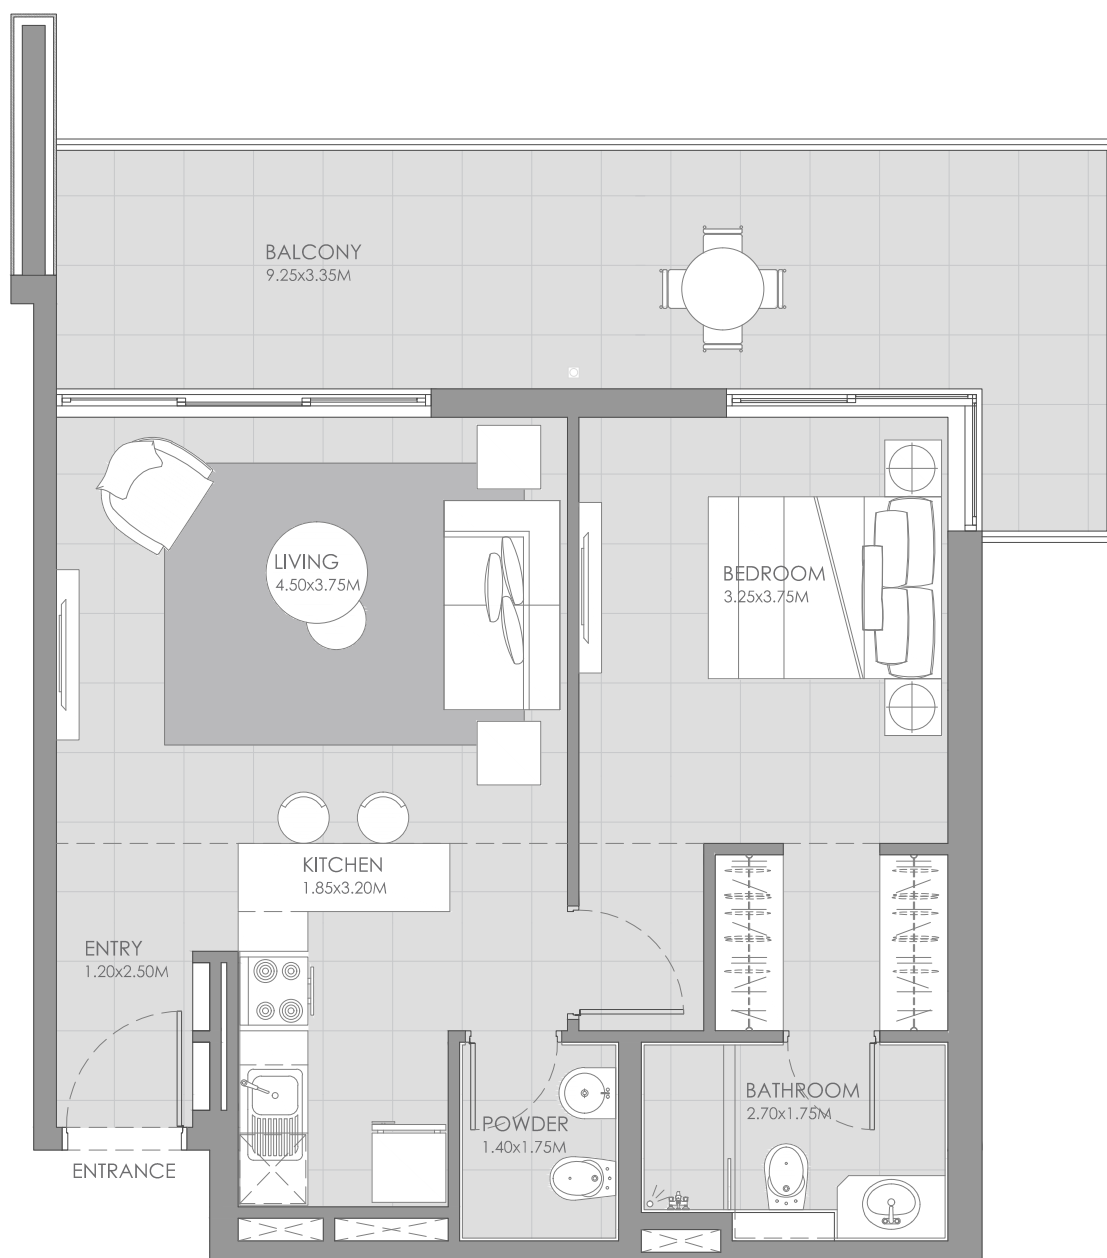 BALCONY
9.25x3.35M
LIVING
4.50x3.75M
BEDROOM
3.25x3.75M
KITCHEN
1.85x3.20M
ENTRY
1.20x2.50M
BATHROOM
2.70x1.75M
POWDER
1.40x1.75M
ENTRANCE